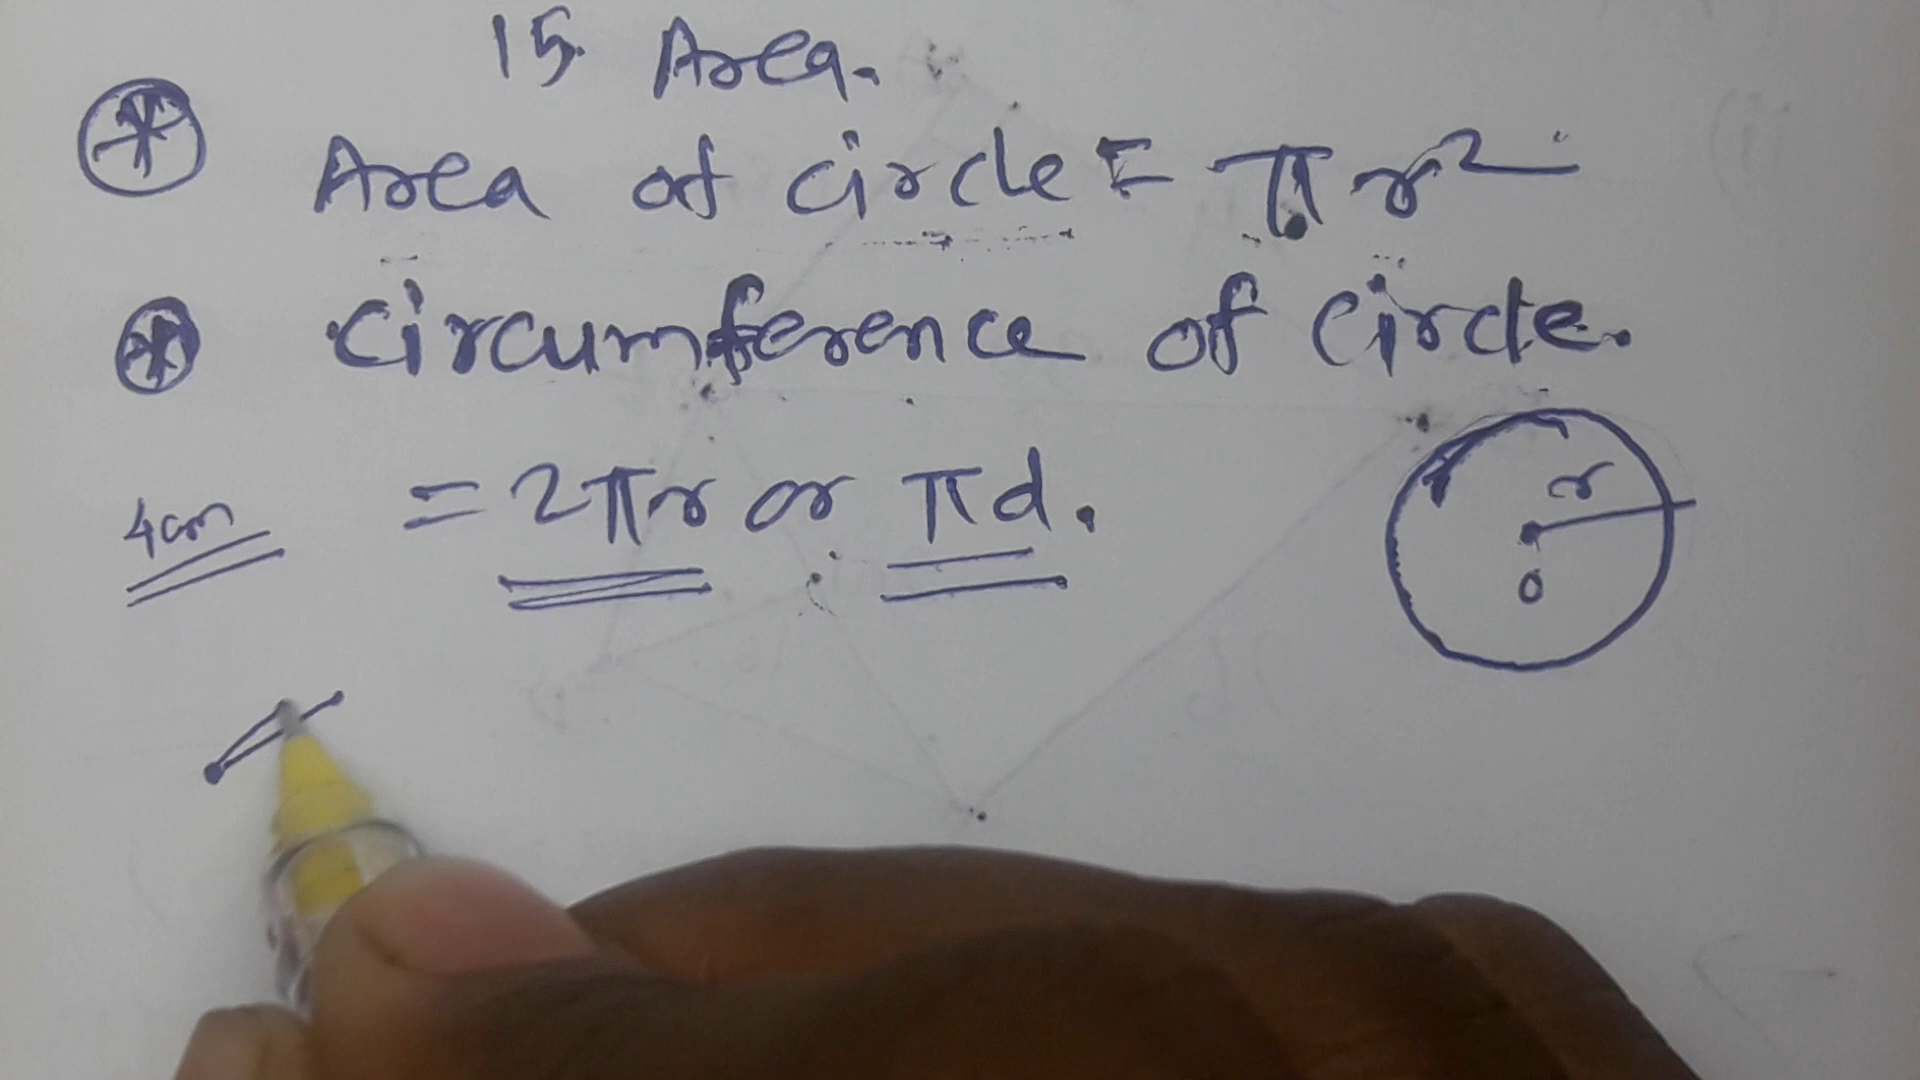 15. Area.
Area of circle = πr²
circumference of circle.
4cm = 2πr or πd.
r
o